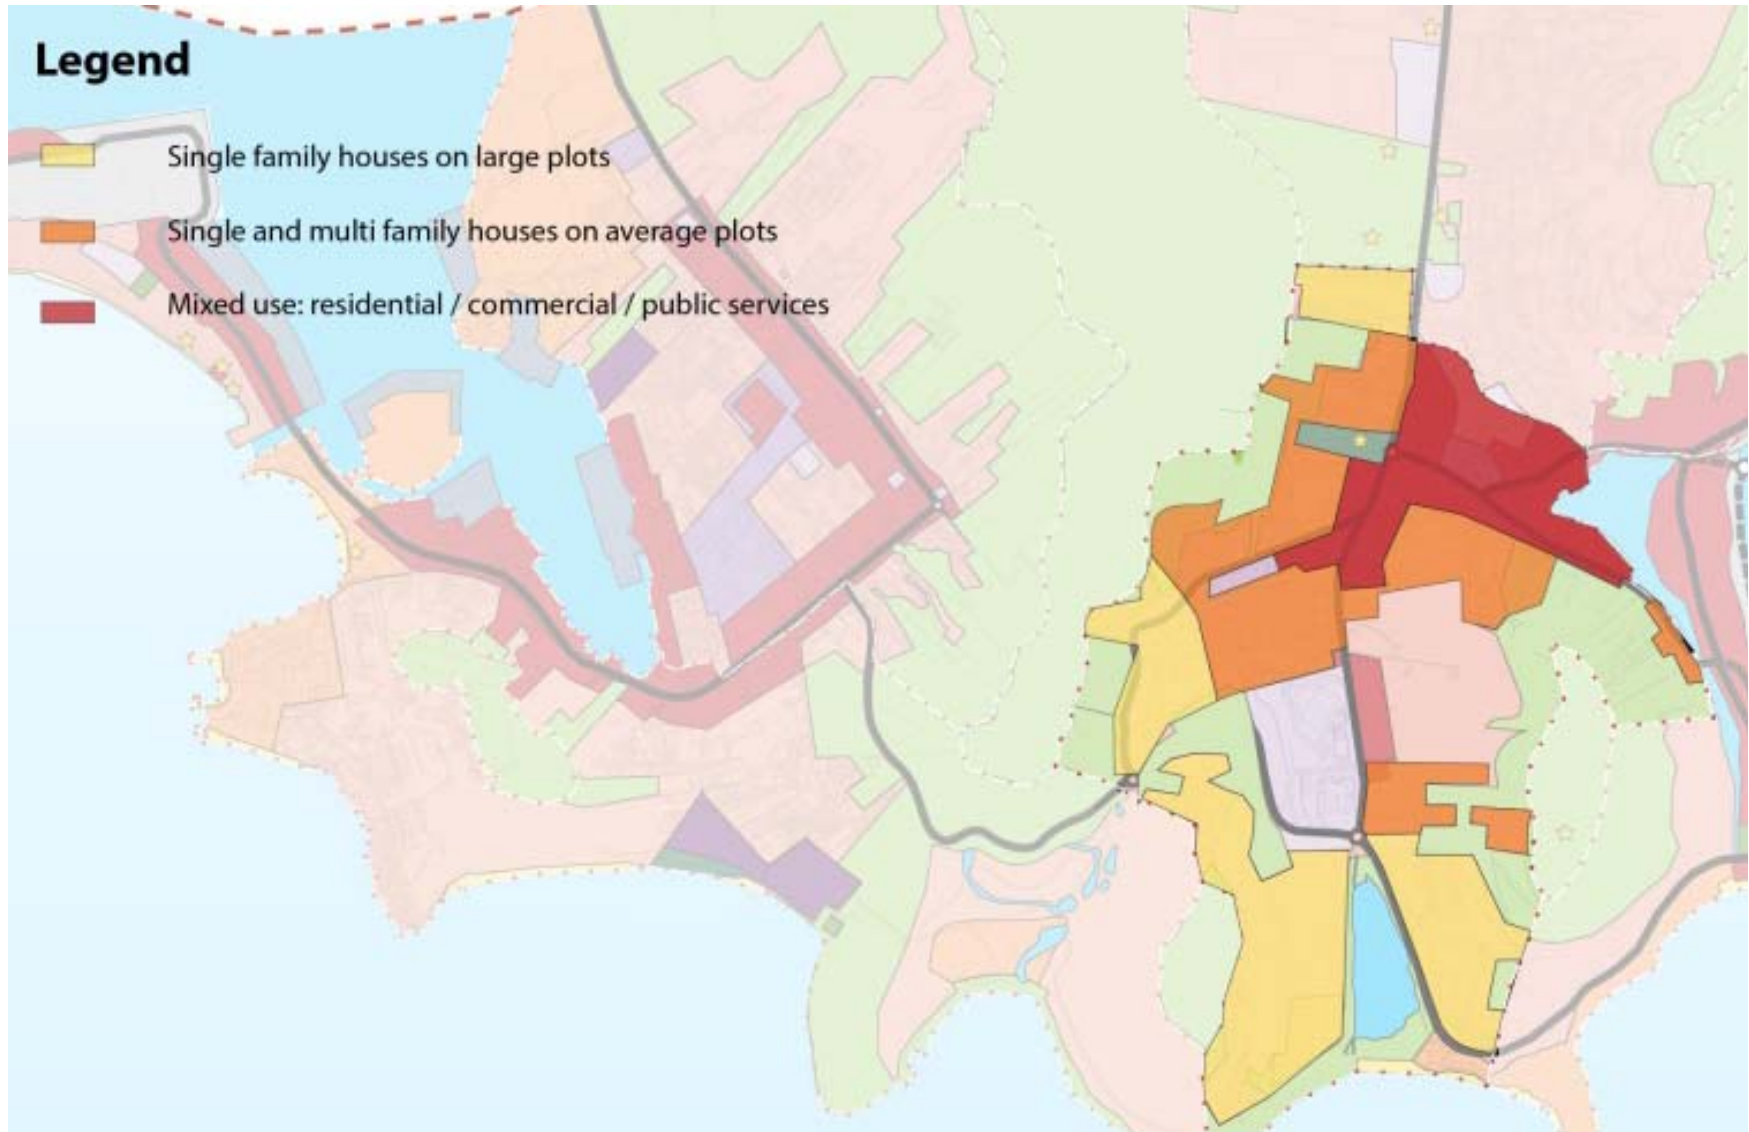 Legend
Single family houses on large plots
Single and multi family houses on average plots
Mixed use: residential / commercial / public services